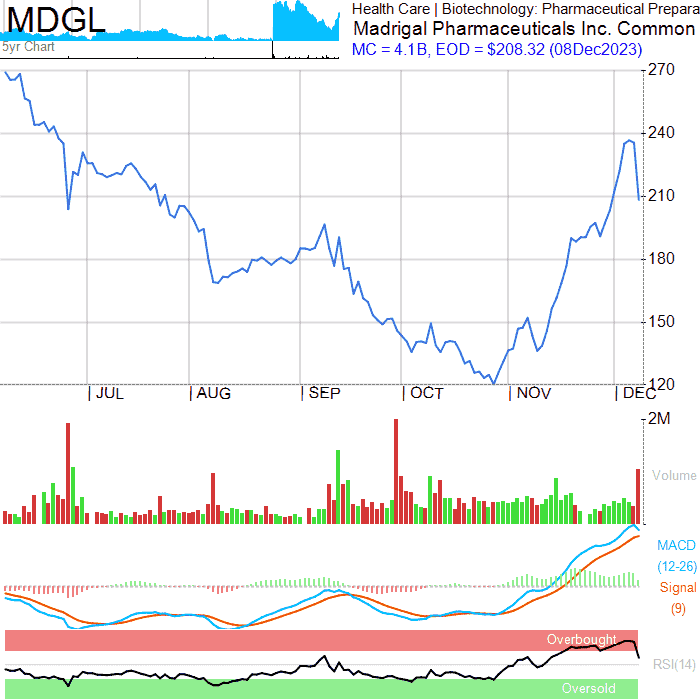 MDGL
5yr Chart
Health Care | Biotechnology: Pharmaceutical Prepara
Madrigal Pharmaceuticals Inc. Common
MC = 4.1B, EOD = $208.32 (08Dec2023)
270
240
210
180
150
120
JUL
AUG
SEP
OCT
NOV
DEC
2M
Volume
MACD
(12-26)
Signal
(9)
Overbought
RSI(14)
Oversold